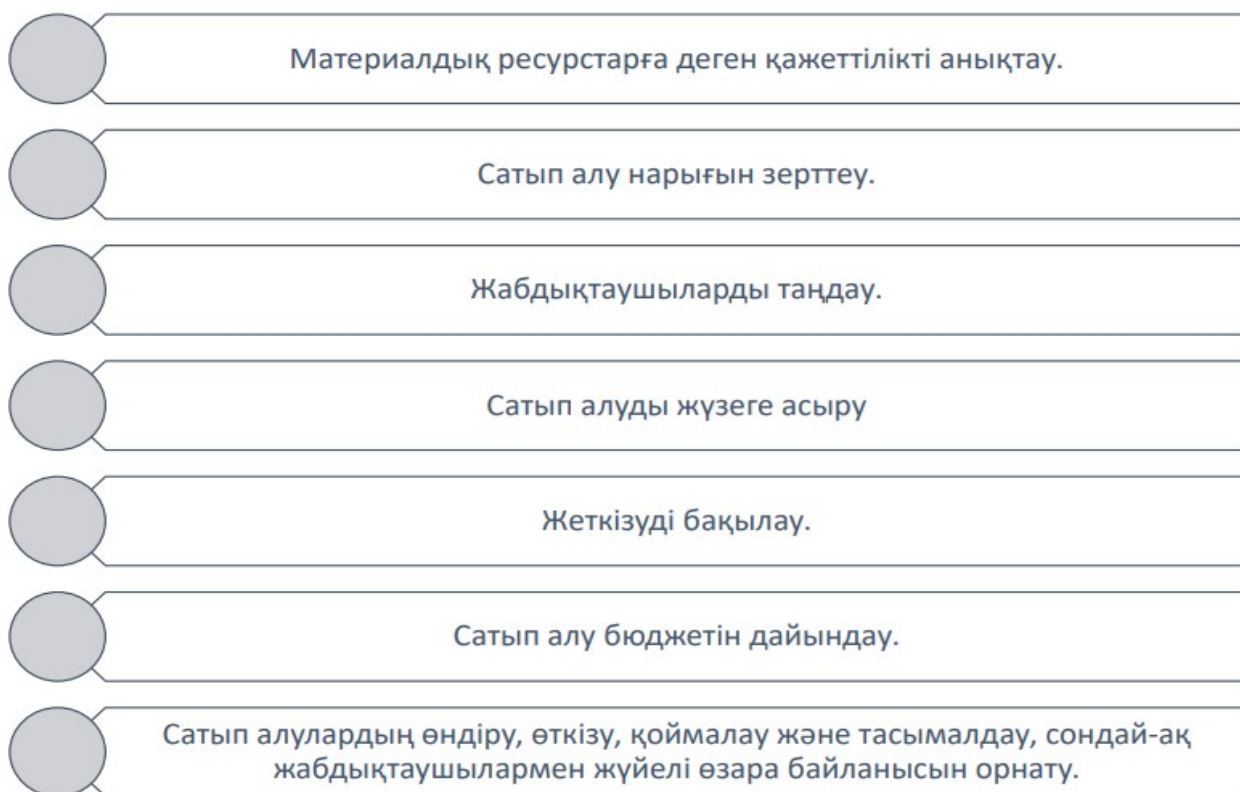 Материалдық ресурстарға деген қажеттілікті анықтау.
Сатып алу нарығын зерттеу.
Жабдықтаушыларды таңдау.
Сатып алуды жүзеге асыру
Жеткізуді бақылау.
Сатып алу бюджетін дайындау.
Сатып алулардың өндіру, өткізу, қоймалау және тасымалдау, сондай-ақ
жабдықтаушылармен жүйелі өзара байланысын орнату.